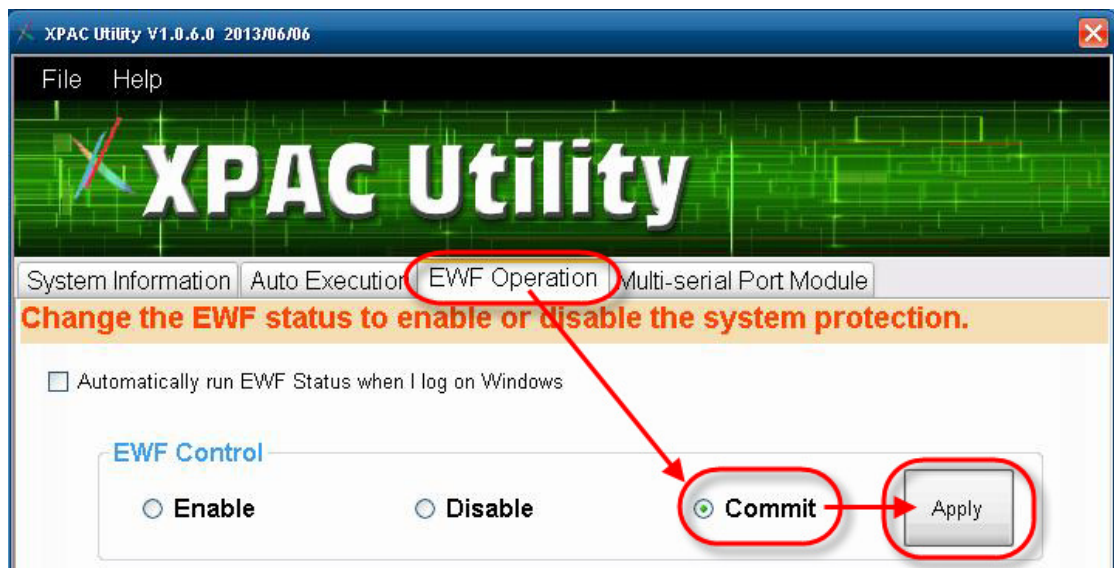 XPAC Utility V1.0.6.0 2013/06/06
File Help
XPAC Utility
System Information Auto Execution EWF Operation Multi-serial Port Module
Change the EWF status to enable or disable the system protection.
Automatically run EWF Status when I log on Windows
EWF Control
Enable Disable Commit Apply